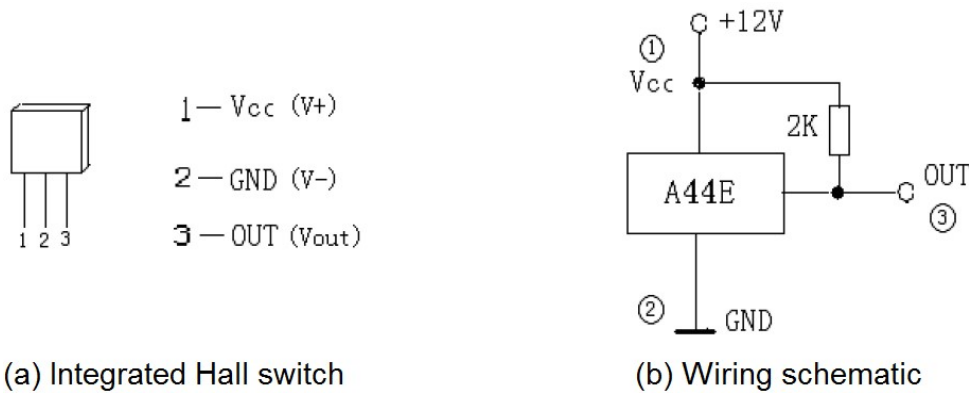 1— Vcc (V+)
2—GND (V-)
3—OUT (Vout)
1 2 3
(a) Integrated Hall switch
+12V
①
Vcc
2K
A44E
OUT
③
②
GND
(b) Wiring schematic